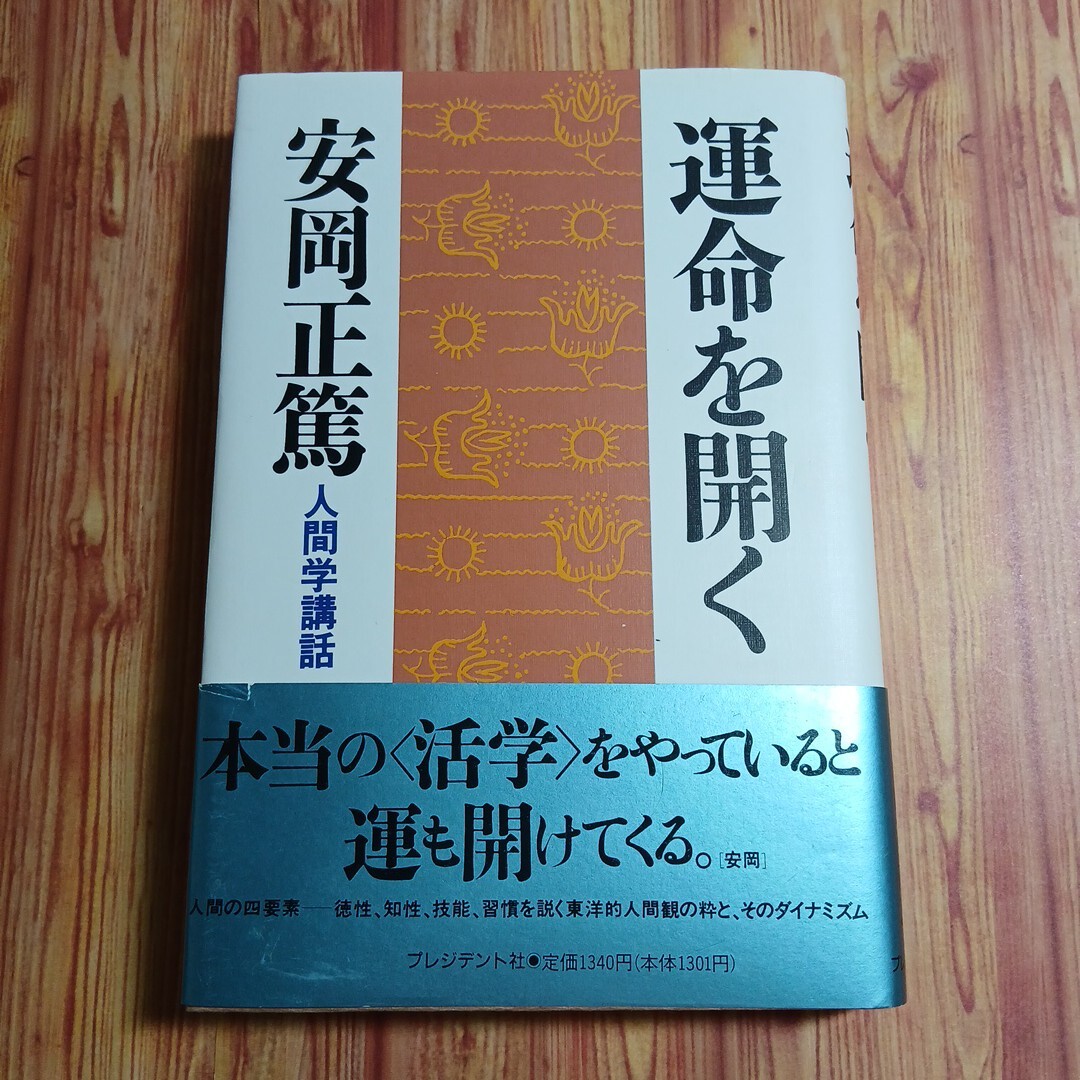 運命を開く
安岡正篤
人間学講話
本当の〈活学〉をやっていると
運も開けてくる。[安岡]
人間の四要素——徳性、知性、技能、習慣を説く東洋的人間観の粋と、そのダイナミズム
プレジデント社◉定価1340円(本体1301円)